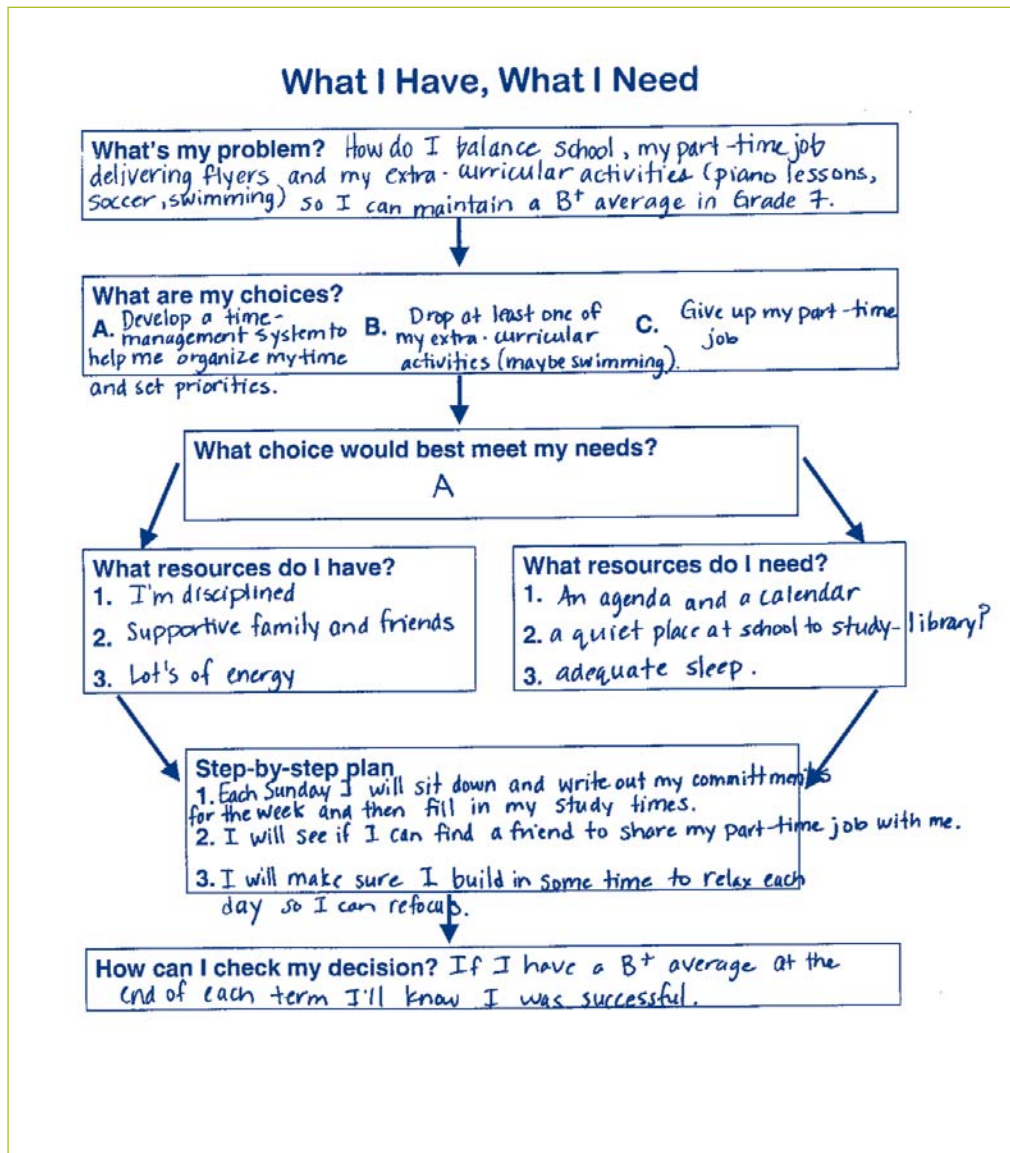 What I Have, What I Need
What's my problem? How do I balance school, my part-time job
delivering flyers and my extra-curricular activities (piano lessons,
soccer, swimming) so I can maintain a B+ average in Grade 7.
What are my choices?
A. Develop a time-
management system to
help me organize my time
and set priorities.
B. Drop at least one of
my extra-curricular
activities (maybe swimming).
C. Give up my part-time
job
What choice would best meet my needs?
A
What resources do I have?
1. I'm disciplined
2. Supportive family and friends
3. Lot's of energy
What resources do I need?
1. An agenda and a calendar
2. a quiet place at school to study-library?
3. adequate sleep.
Step-by-step plan
1. Each Sunday I will sit down and write out my committments
for the week and then fill in my study times.
2. I will see if I can find a friend to share my part-time job with me.
3. I will make sure I build in some time to relax each
day so I can refocus.
How can I check my decision? If I have a B+ average at the
end of each term I'll know I was successful.